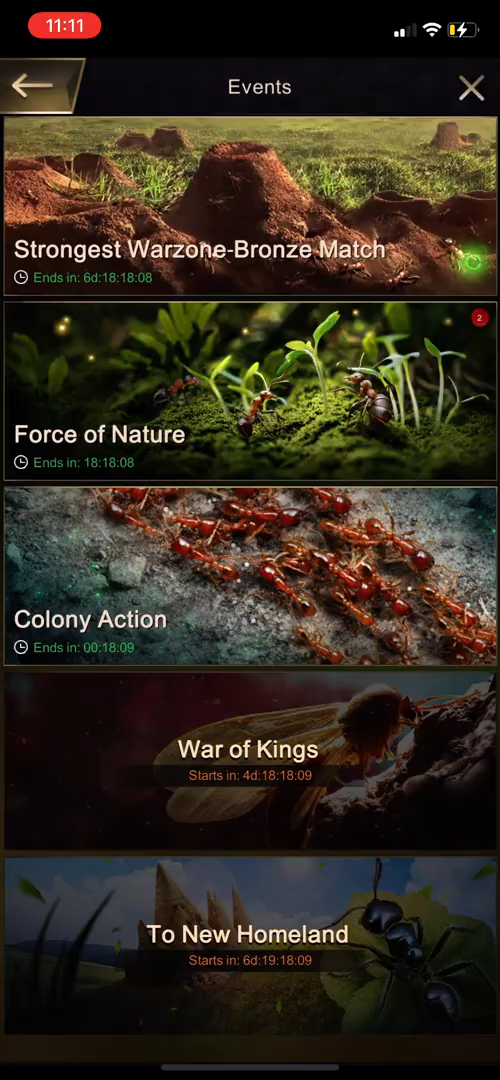 11:11
Events
Strongest Warzone-Bronze Match
Ends in: 6d:18:18:08
2
Force of Nature
Ends in: 18:18:08
Colony Action
Ends in: 00:18:09
War of Kings
Starts in: 4d:18:18:09
To New Homeland
Starts in: 6d:19:18:09